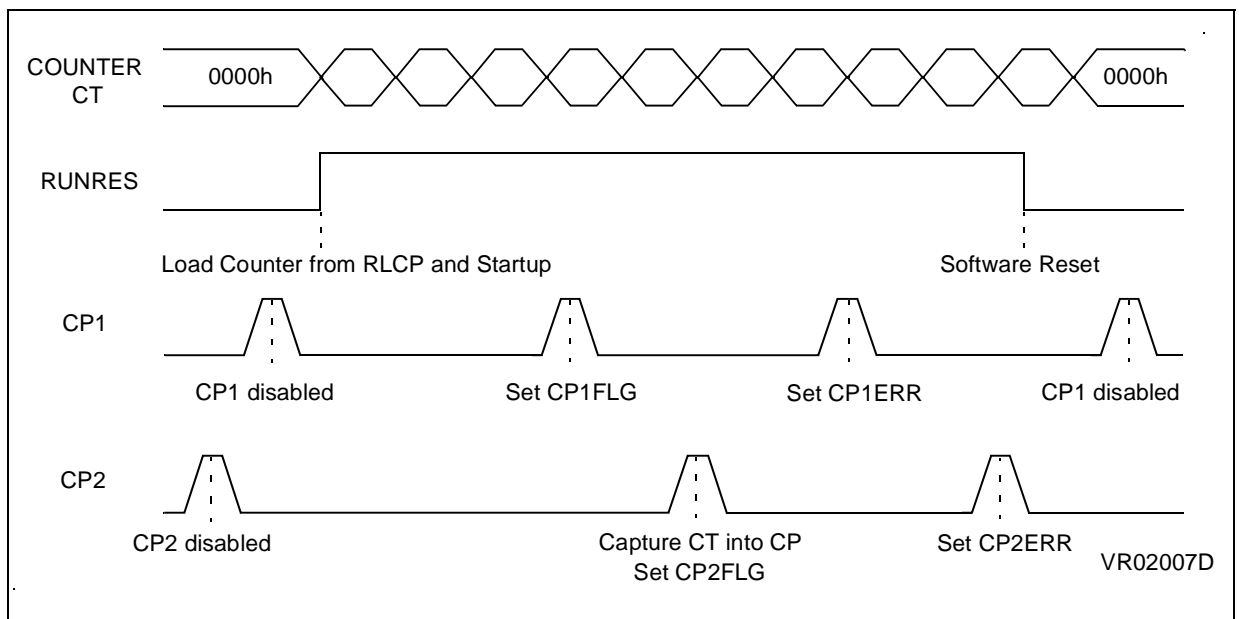 COUNTER
CT
0000h
0000h
RUNRES
Load Counter from RLCP and Startup
Software Reset
CP1
CP1 disabled
Set CP1FLG
Set CP1ERR
CP1 disabled
CP2
CP2 disabled
Capture CT into CP
Set CP2FLG
Set CP2ERR
VR02007D